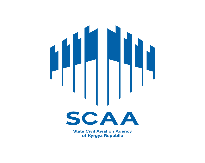 SCAA
State Civil Aviation Agency
of Kyrgyz Republic